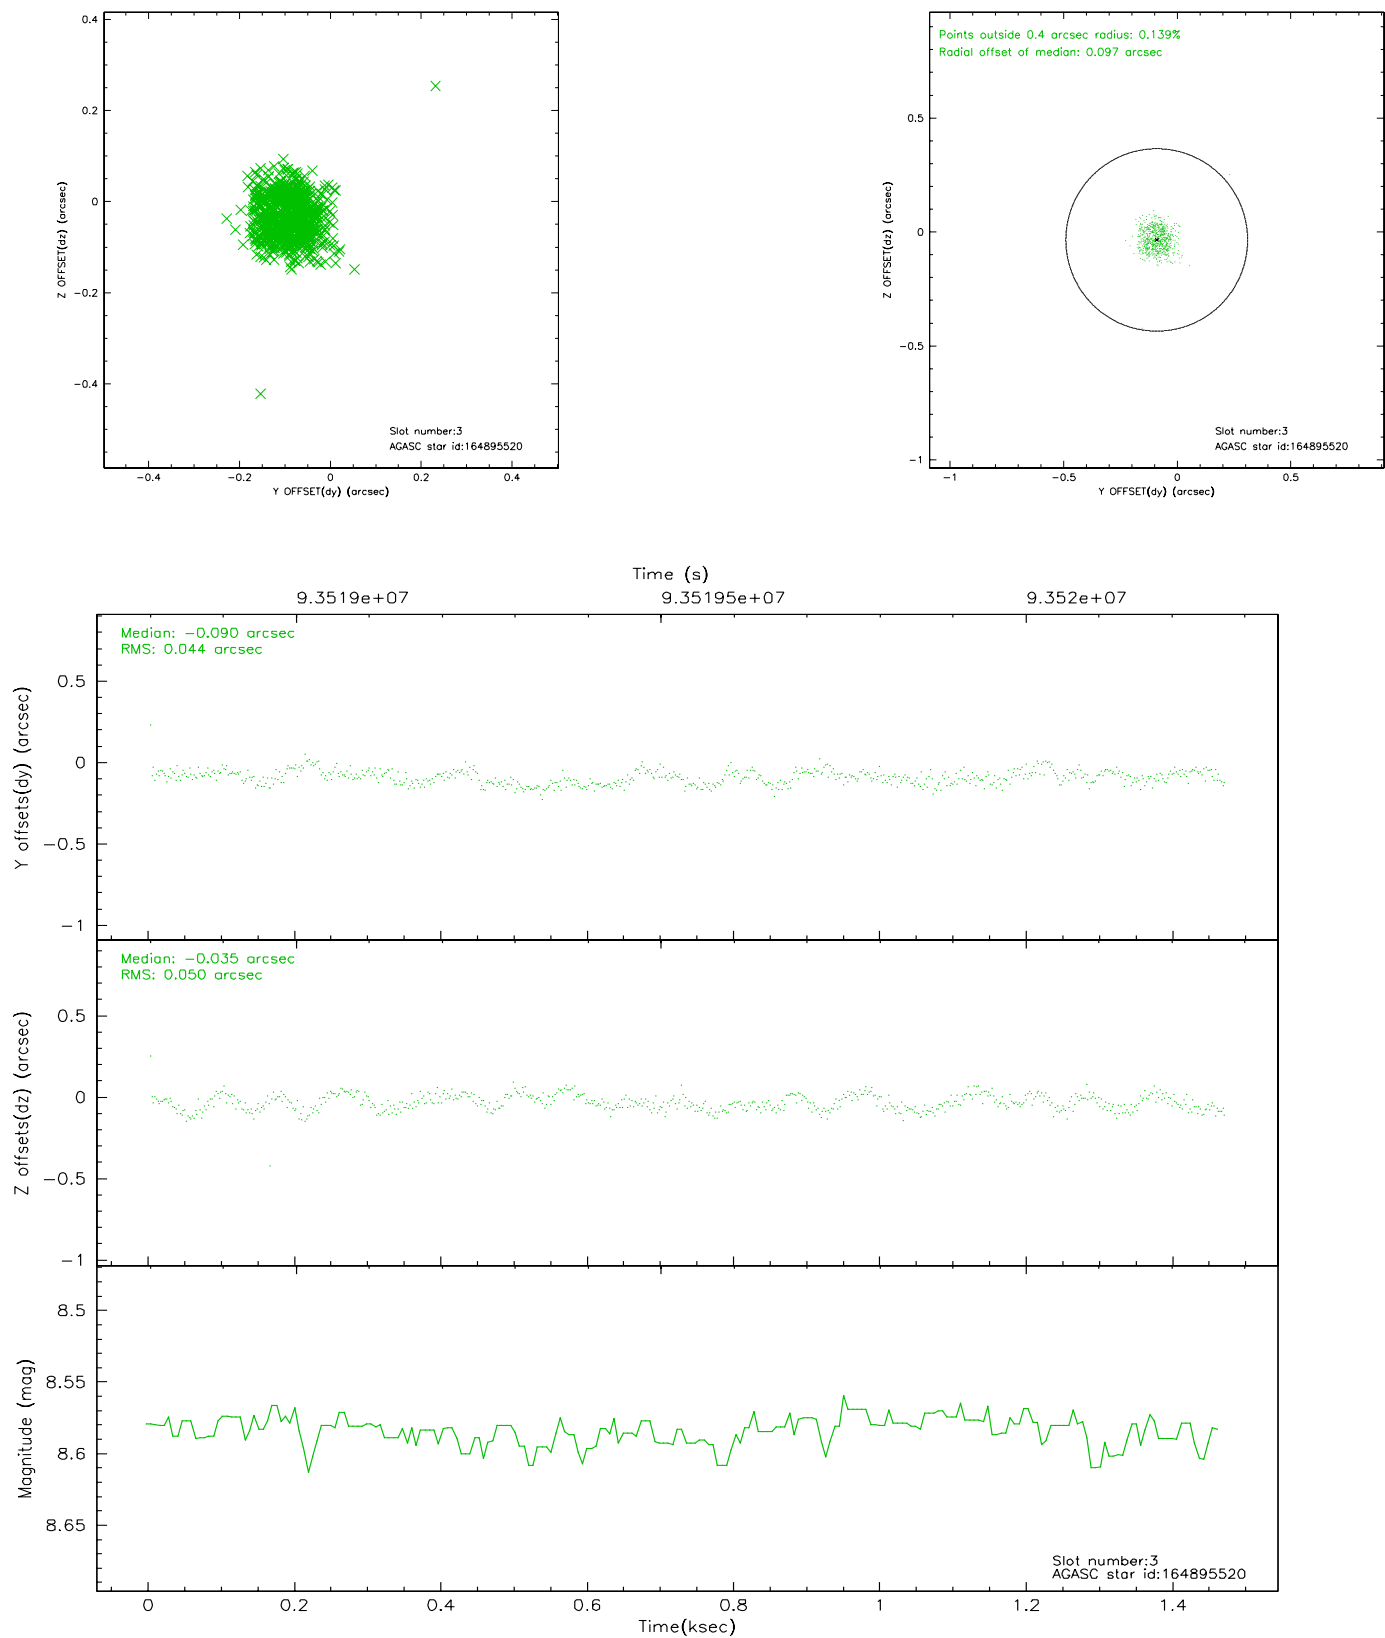 0.4
0.2
0
-0.2
-0.4
Z OFFSET(dz) (arcsec)
Slot number:3
AGASC star id:164895520
-0.4
-0.2
0
0.2
0.4
Y OFFSET(dy) (arcsec)
Points outside 0.4 arcsec radius: 0.139%
Radial offset of median: 0.097 arcsec
0.5
0
-0.5
-1
Z OFFSET(dz) (arcsec)
Slot number:3
AGASC star id:164895520
-1
-0.5
0
0.5
Y OFFSET(dy) (arcsec)
Time (s)
9.3519e+07
9.35195e+07
9.352e+07
Median: -0.090 arcsec
RMS: 0.044 arcsec
0.5
0
-0.5
-1
Y offsets(dy) (arcsec)
Median: -0.035 arcsec
RMS: 0.050 arcsec
0.5
0
-0.5
-1
Z offsets(dz) (arcsec)
8.5
8.55
8.6
8.65
Magnitude (mag)
Slot number:3
AGASC star id:164895520
0
0.2
0.4
0.6
0.8
1
1.2
1.4
Time(ksec)